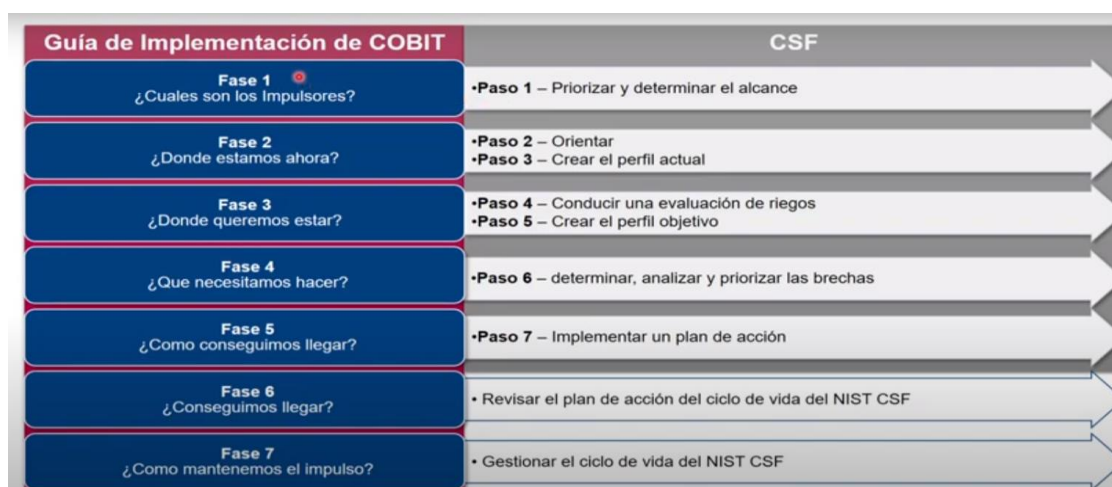 Guía de Implementación de COBIT
CSF
Fase 1
¿Cuales son los Impulsores?
•Paso 1 – Priorizar y determinar el alcance
Fase 2
¿Donde estamos ahora?
•Paso 2 – Orientar
•Paso 3 – Crear el perfil actual
Fase 3
¿Donde queremos estar?
•Paso 4 – Conducir una evaluación de riegos
•Paso 5 – Crear el perfil objetivo
Fase 4
¿Que necesitamos hacer?
•Paso 6 – determinar, analizar y priorizar las brechas
Fase 5
¿Como conseguimos llegar?
•Paso 7 – Implementar un plan de acción
Fase 6
¿Conseguimos llegar?
• Revisar el plan de acción del ciclo de vida del NIST CSF
Fase 7
¿Como mantenemos el impulso?
• Gestionar el ciclo de vida del NIST CSF